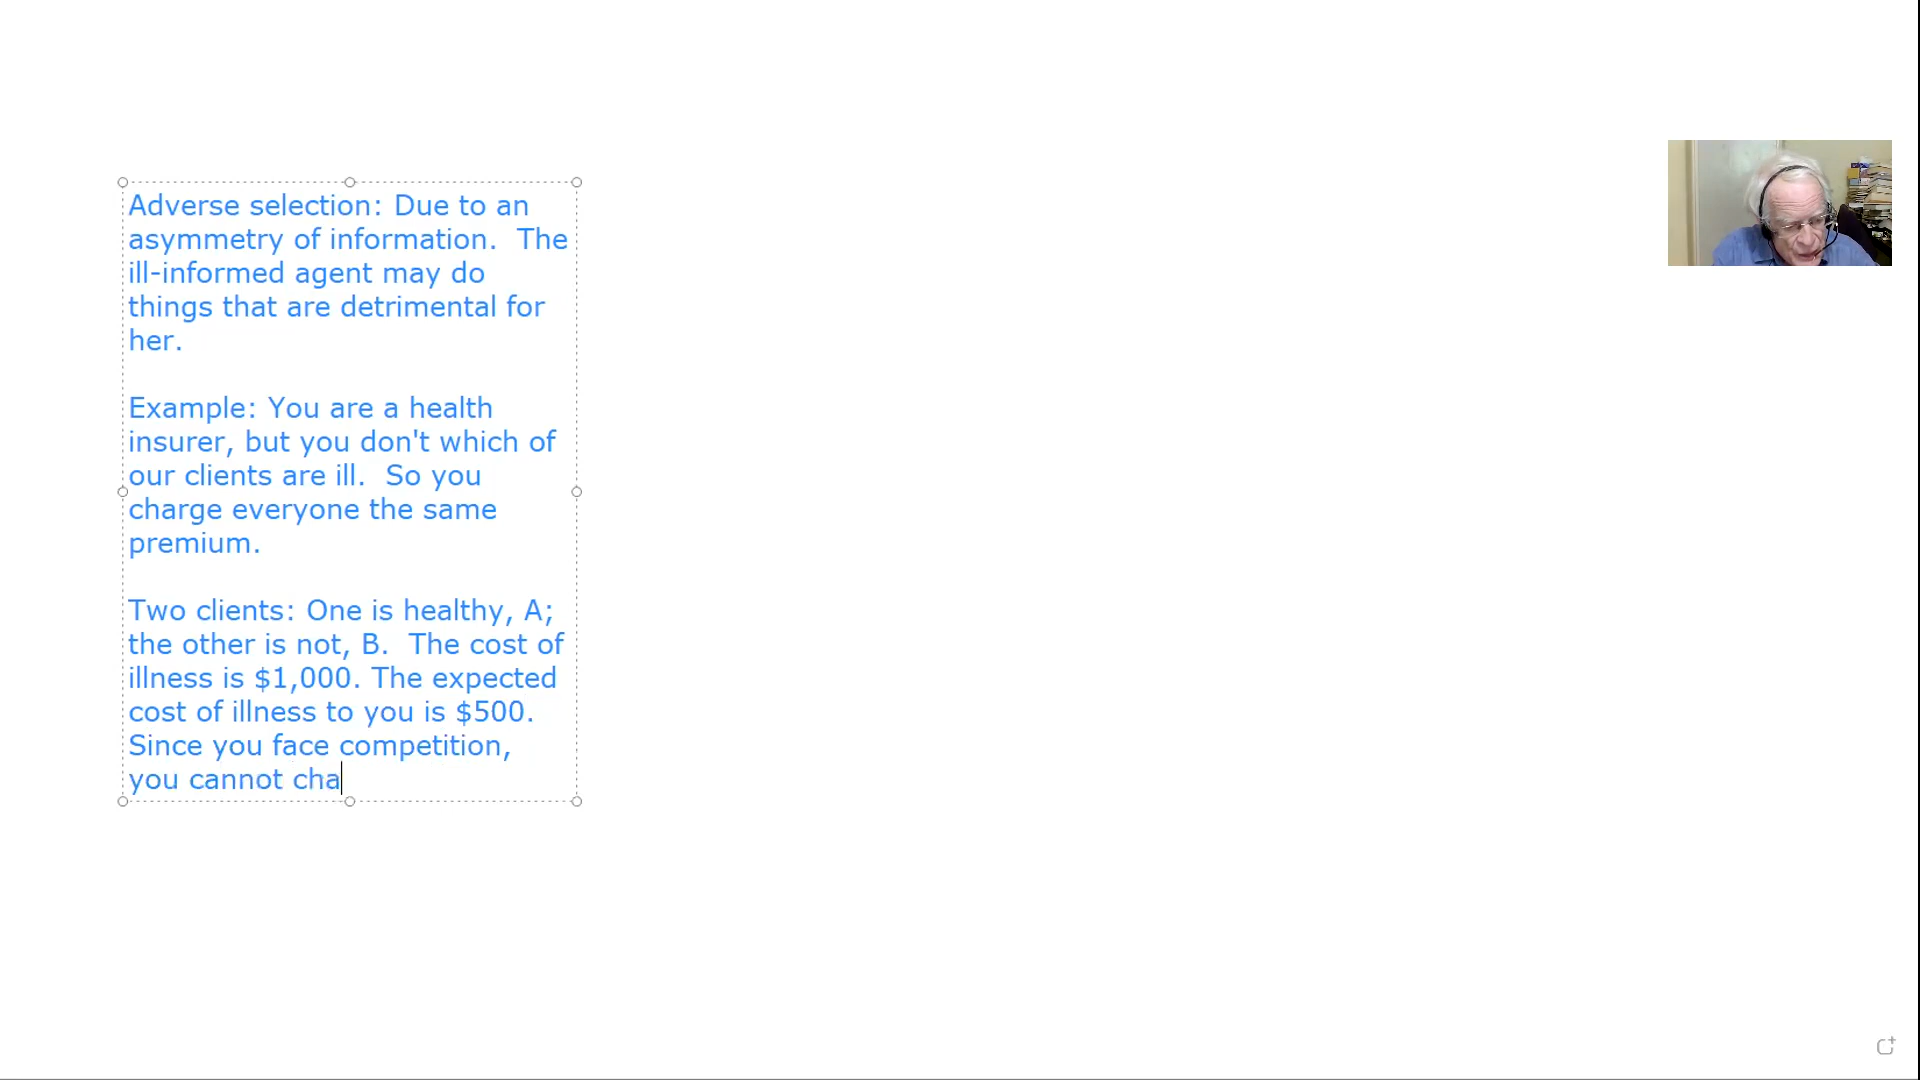 Adverse selection: Due to an
asymmetry of information.  The
ill-informed agent may do
things that are detrimental for
her.
Example: You are a health
insurer, but you don't which of
our clients are ill.  So you
charge everyone the same
premium.
Two clients: One is healthy, A;
the other is not, B.  The cost of
illness is $1,000. The expected
cost of illness to you is $500.
Since you face competition,
you cannot cha